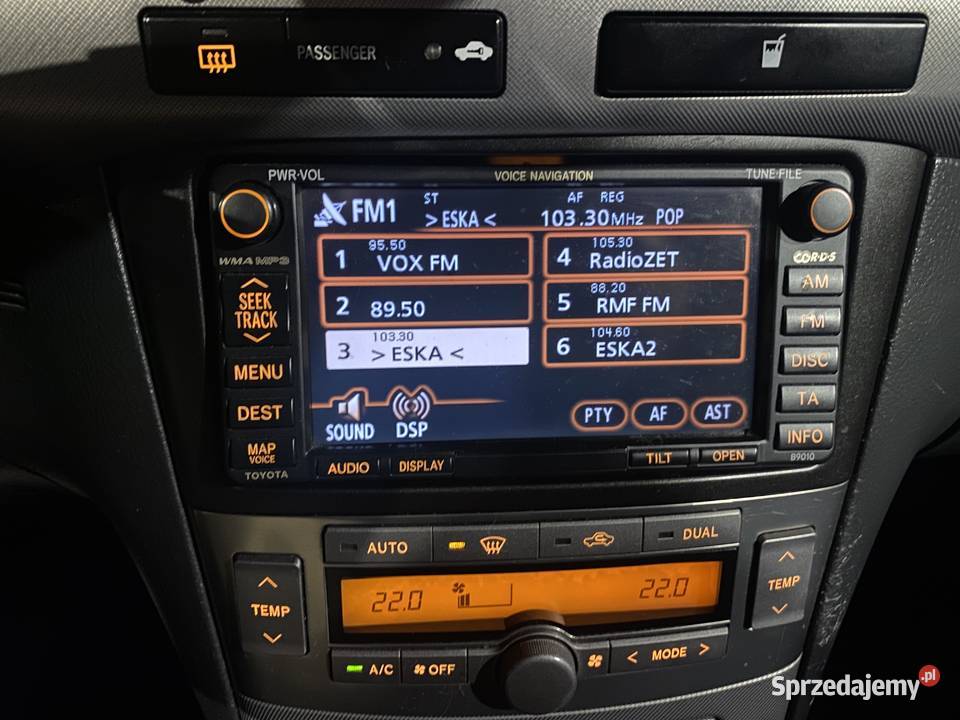 PASSENGER
PWR·VOL
VOICE NAVIGATION
TUNE·FILE
FM1
ST
>ESKA<
AF REG
103.30MHz POP
WMA MP3
SEEK
TRACK
MENU
DEST
MAP
VOICE
TOYOTA
1 95.50
VOX FM
2 89.50
3 103.30
>ESKA <
4 105.30
RadioZET
5 88.20
RMF FM
6 104.60
ESKA2
SOUND
DSP
PTY
AF
AST
AM
FM
DISC
TA
INFO
B9010
AUDIO
DISPLAY
TILT
OPEN
AUTO
DUAL
TEMP
22.0
22.0
TEMP
A/C
OFF
< MODE >
Sprzedajemy.pl